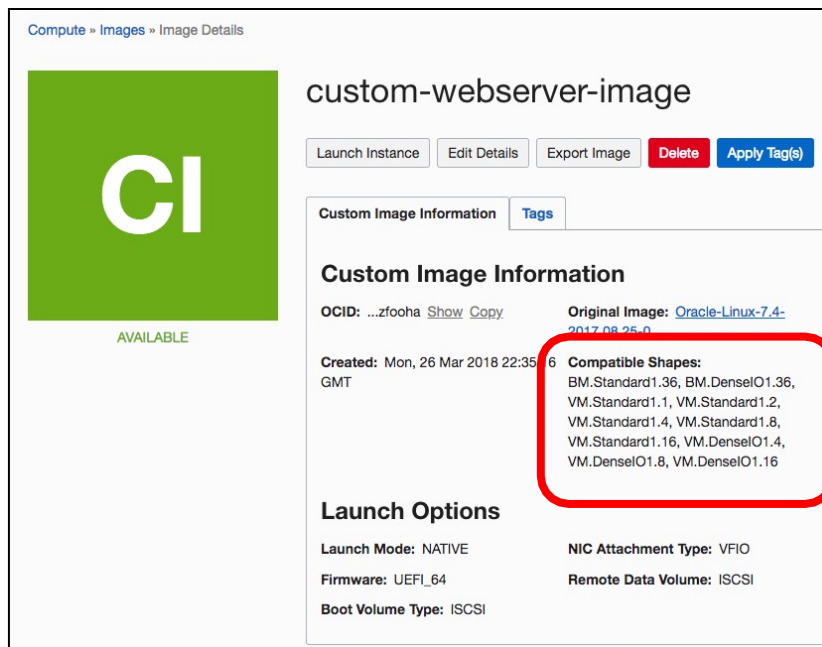 Compute » Images » Image Details
CI
AVAILABLE
custom-webserver-image
Launch Instance Edit Details Export Image Delete Apply Tag(s)
Custom Image Information Tags
Custom Image Information
OCID: ...zfooha Show Copy
Original Image: Oracle-Linux-7.4-
2017.08.25-0
Created: Mon, 26 Mar 2018 22:35:16
GMT
Compatible Shapes:
BM.Standard1.36, BM.DenseIO1.36,
VM.Standard1.1, VM.Standard1.2,
VM.Standard1.4, VM.Standard1.8,
VM.Standard1.16, VM.DenseIO1.4,
VM.DenseIO1.8, VM.DenseIO1.16
Launch Options
Launch Mode: NATIVE
NIC Attachment Type: VFIO
Firmware: UEFI_64
Remote Data Volume: ISCSI
Boot Volume Type: ISCSI